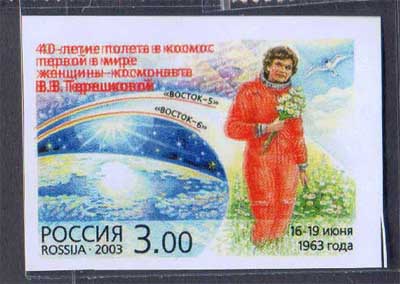 40-летие полета в космос
первой в мире
женщины-космонавта
В.В.Терешковой
«ВОСТОК-5»
«ВОСТОК-6»
16-19 июня
1963 года
РОССИЯ
ROSSIJA · 2003
3.00